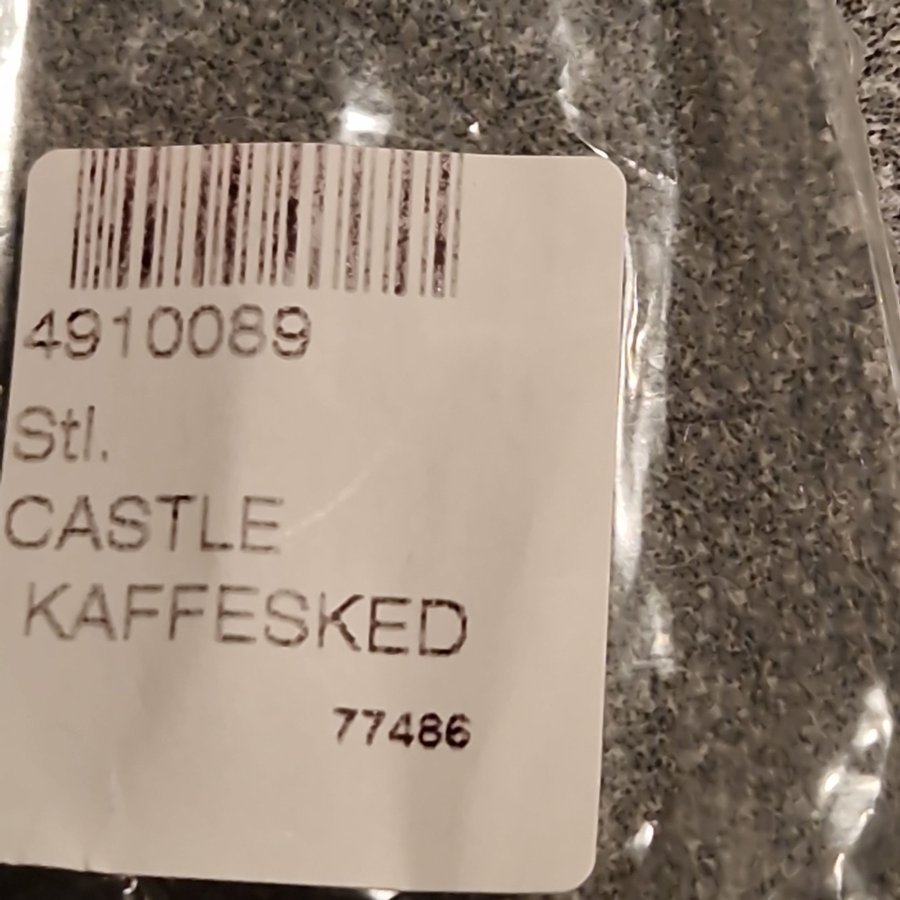 4910089
Stl.
CASTLE
KAFFESKED
77486